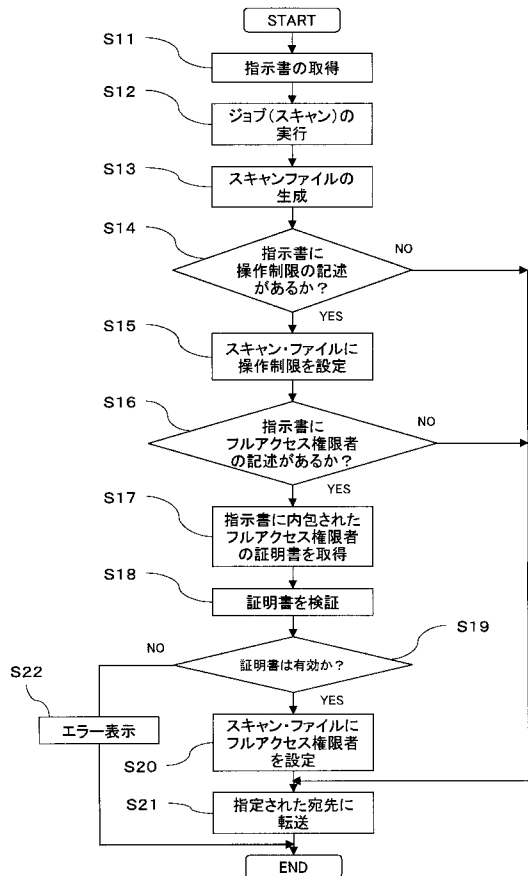 START
S11
指示書の取得
S12
ジョブ(スキャン)の
実行
S13
スキャンファイルの
生成
S14
指示書に
操作制限の記述
があるか?
NO
YES
S15
スキャン・ファイルに
操作制限を設定
S16
指示書に
フルアクセス権限者
の記述があるか?
NO
YES
S17
指示書に内包された
フルアクセス権限者
の証明書を取得
S18
証明書を検証
S19
証明書は有効か?
NO
YES
S22
エラー表示
スキャン・ファイルに
フルアクセス権限者
を設定
S20
S21
指定された宛先に
転送
END